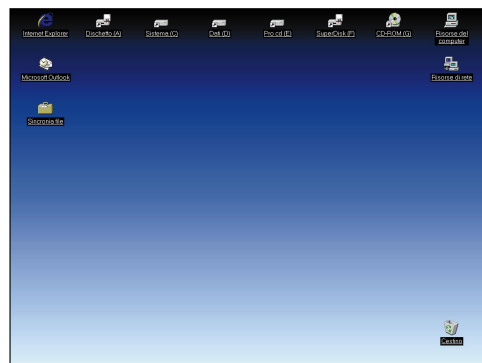 Internet Explorer
Dischetto (A)
Sistema (C)
Dati (D)
Pro cd (E)
SuperDisk (F)
CD-ROM (G)
Risorse del
computer
Microsoft Outlook
Risorse di rete
Sincronia file
Cestino